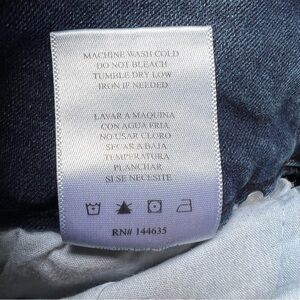 MACHINE WASH COLD
DO NOT BLEACH
TUMBLE DRY LOW
IRON IF NEEDED
LAVAR A MAQUINA
CON AGUA FRIA
NO USAR CLORO
SECAR A BAJA
TEMPERATURA
PLANCHAR
SI SE NECESITE
RN# 144635